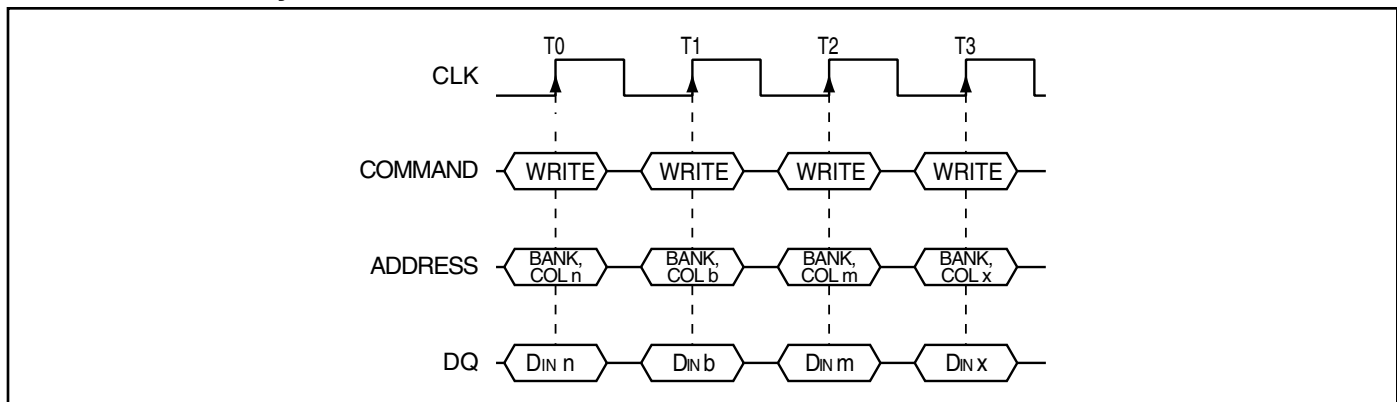 T0 T1 T2 T3
CLK
COMMAND WRITE WRITE WRITE WRITE
ADDRESS BANK, COL n BANK, COL b BANK, COL m BANK, COL x
DQ DIN n DIN b DIN m DIN x